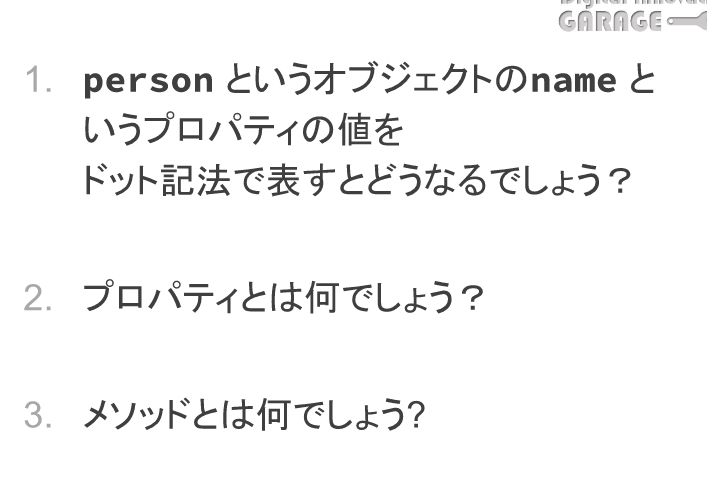 GARAGE
1. person というオブジェクトのname と
いうプロパティの値を
ドット記法で表すとどうなるでしょう？
2. プロパティとは何でしょう？
3. メソッドとは何でしょう?